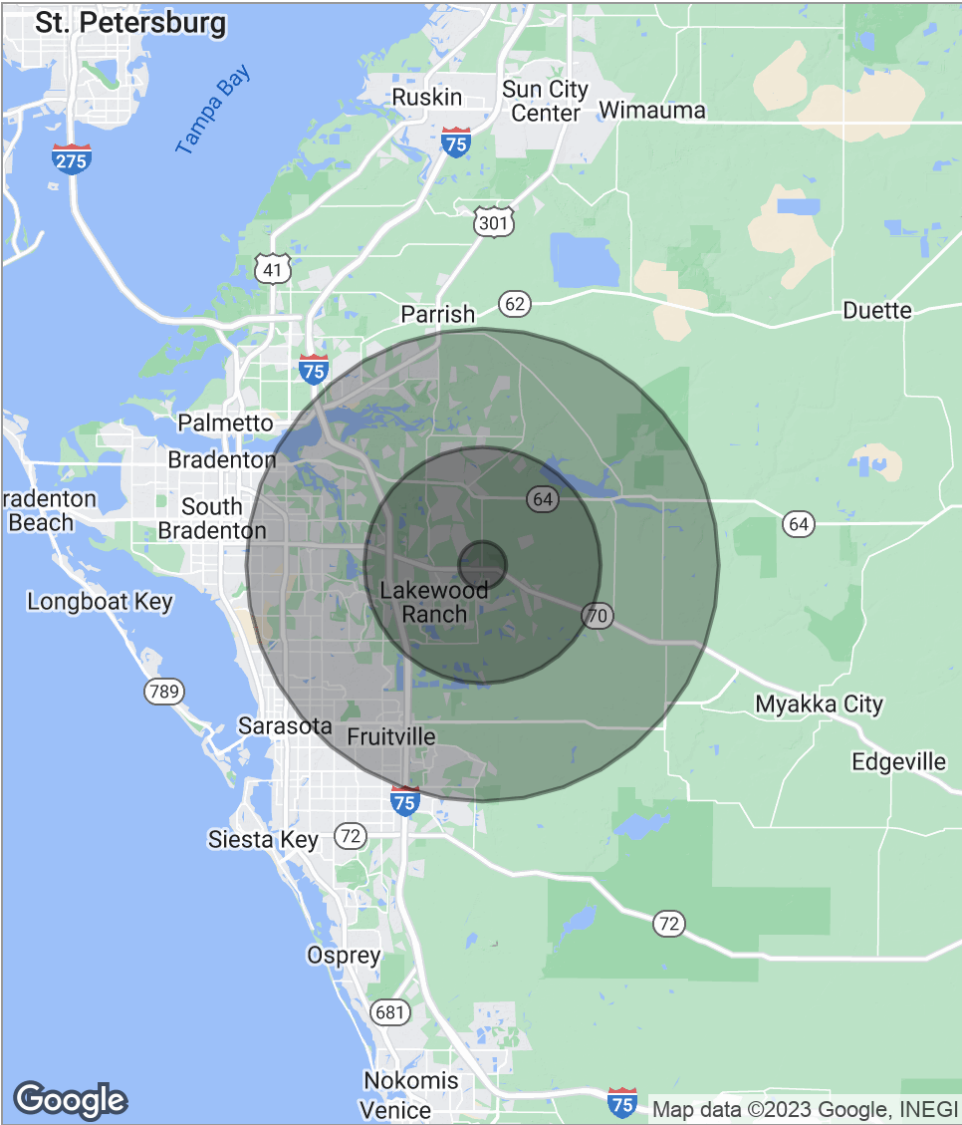 St. Petersburg
Tampa Bay
Ruskin
Sun City
Center
Wimauma
75
275
301
41
62
Parrish
Duette
75
Palmetto
Bradenton
radenton
Beach
South
Bradenton
64
64
Lakewood
Ranch
Longboat Key
70
789
Myakka City
Sarasota
Fruitville
Edgeville
75
Siesta Key
72
72
Osprey
681
Nokomis
Venice
75
Google
Map data ©2023 Google, INEGI